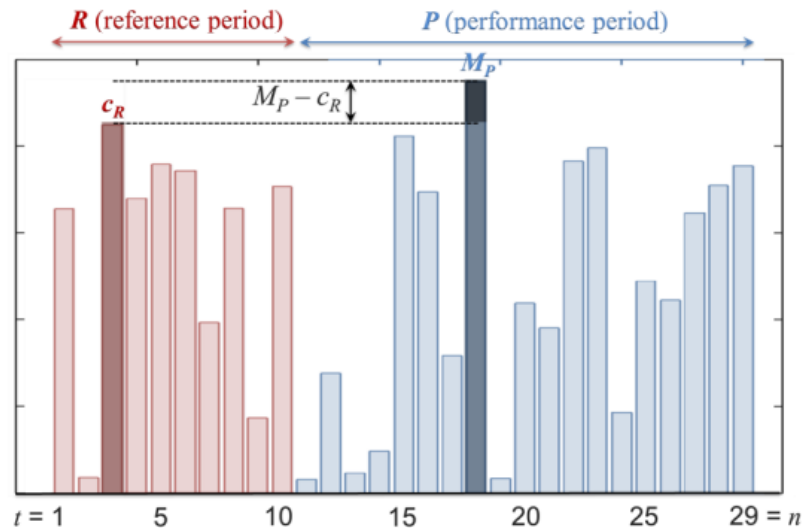 R (reference period) P (performance period)
M_P
c_R
M_P – c_R
t = 1 5 10 15 20 25 29 = n